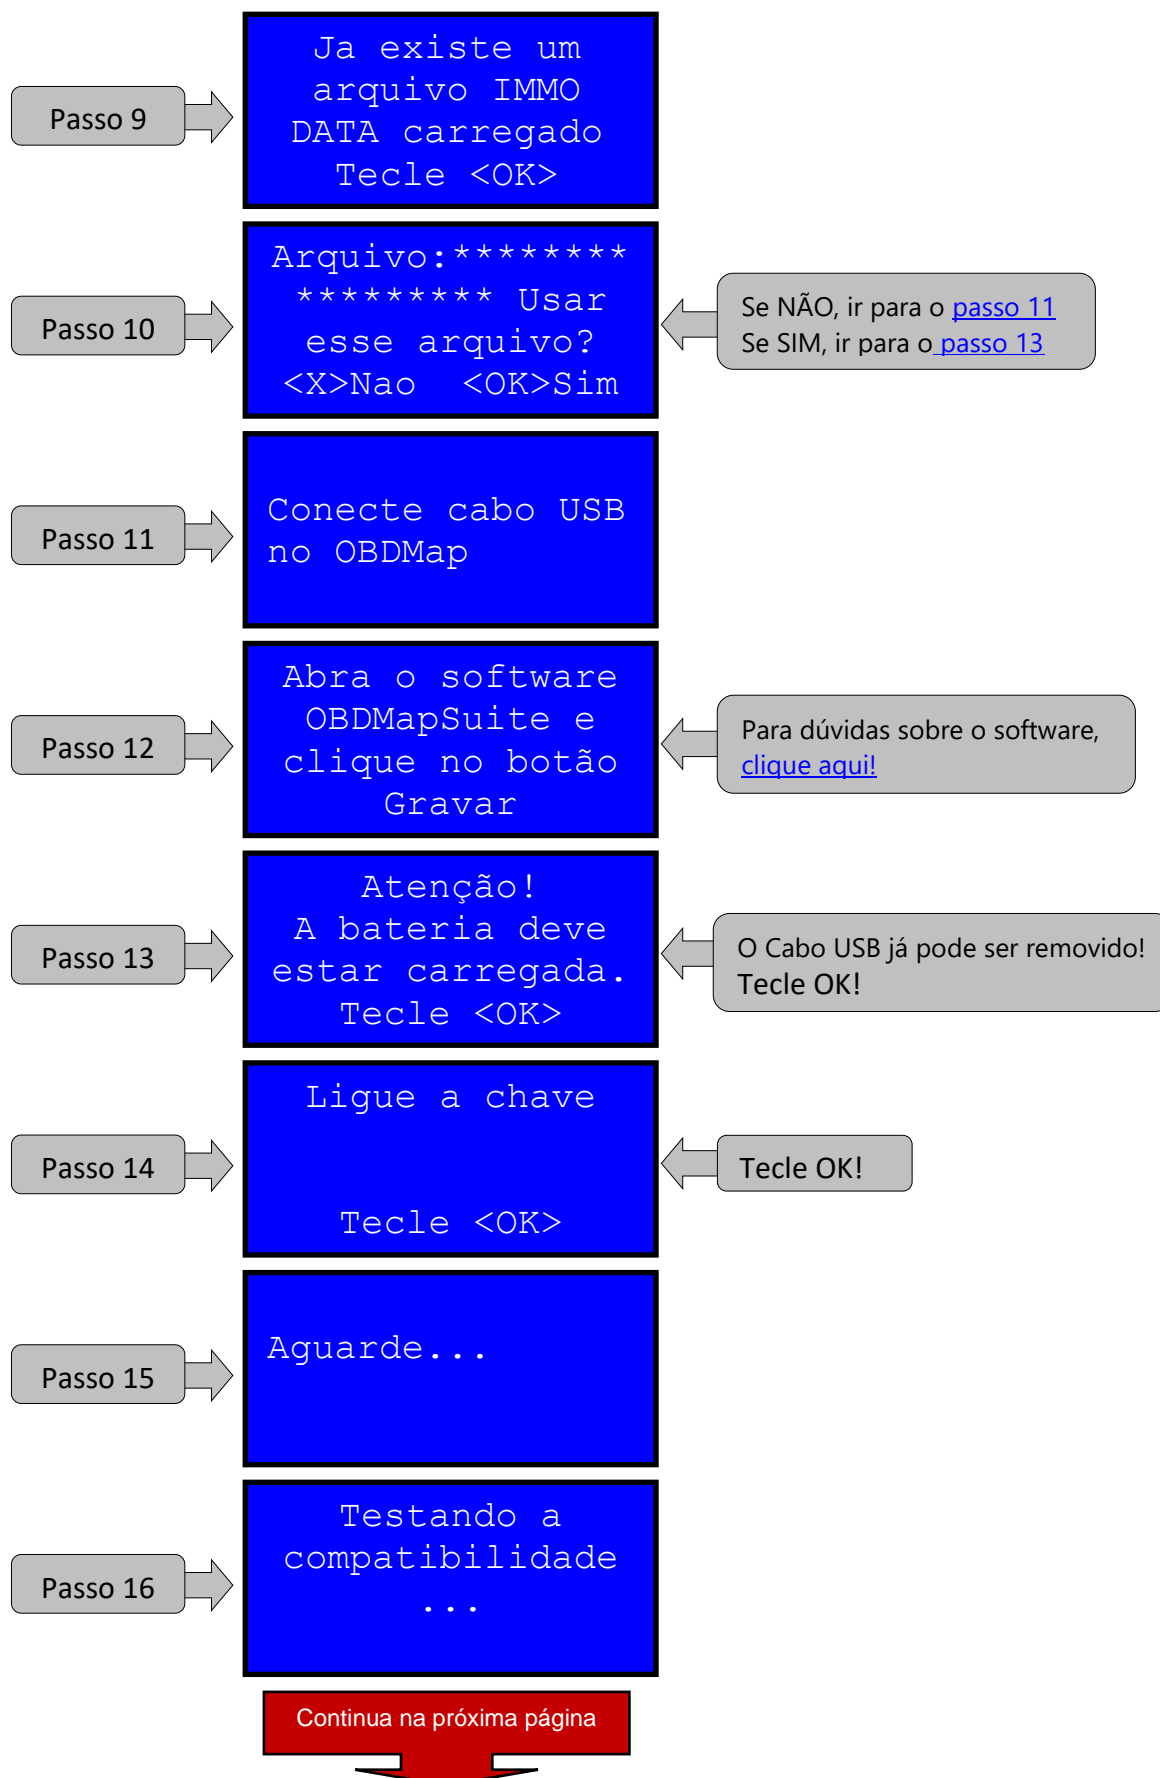 Passo 9
Ja existe um
arquivo IMMO
DATA carregado
Tecle <OK>
Passo 10
Arquivo:********
********* Usar
esse arquivo?
<X>Nao <OK>Sim
Se NÃO, ir para o passo 11
Se SIM, ir para o passo 13
Passo 11
Conecte cabo USB
no OBDMap
Passo 12
Abra o software
OBDMapSuite e
clique no botão
Gravar
Para dúvidas sobre o software,
clique aqui!
Passo 13
Atenção!
A bateria deve
estar carregada.
Tecle <OK>
O Cabo USB já pode ser removido!
Tecle OK!
Passo 14
Ligue a chave
Tecle <OK>
Tecle OK!
Passo 15
Aguarde...
Passo 16
Testando a
compatibilidade
...
Continua na próxima página